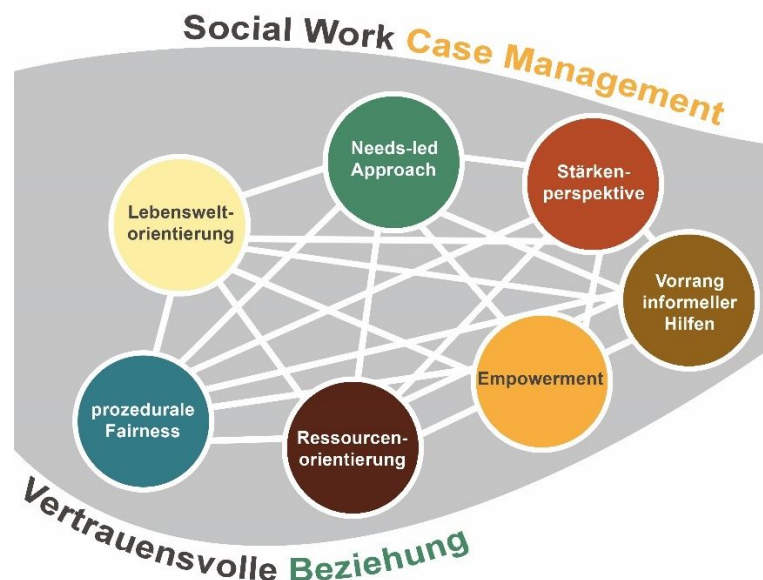 Social Work Case Management
Needs-led
Approach
Stärken-
perspektive
Lebenswelt-
orientierung
Vorrang
informeller
Hilfen
Empowerment
prozedurale
Fairness
Ressourcen-
orientierung
Vertrauensvolle Beziehung